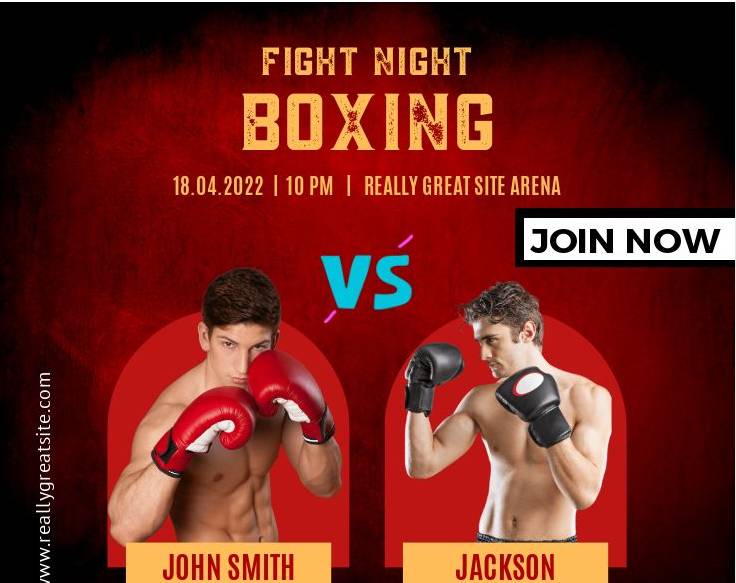 FIGHT NIGHT
BOXING
18.04.2022 | 10 PM | REALLY GREAT SITE ARENA
JOIN NOW
VS
www.reallygreatsite.com
JOHN SMITH
JACKSON